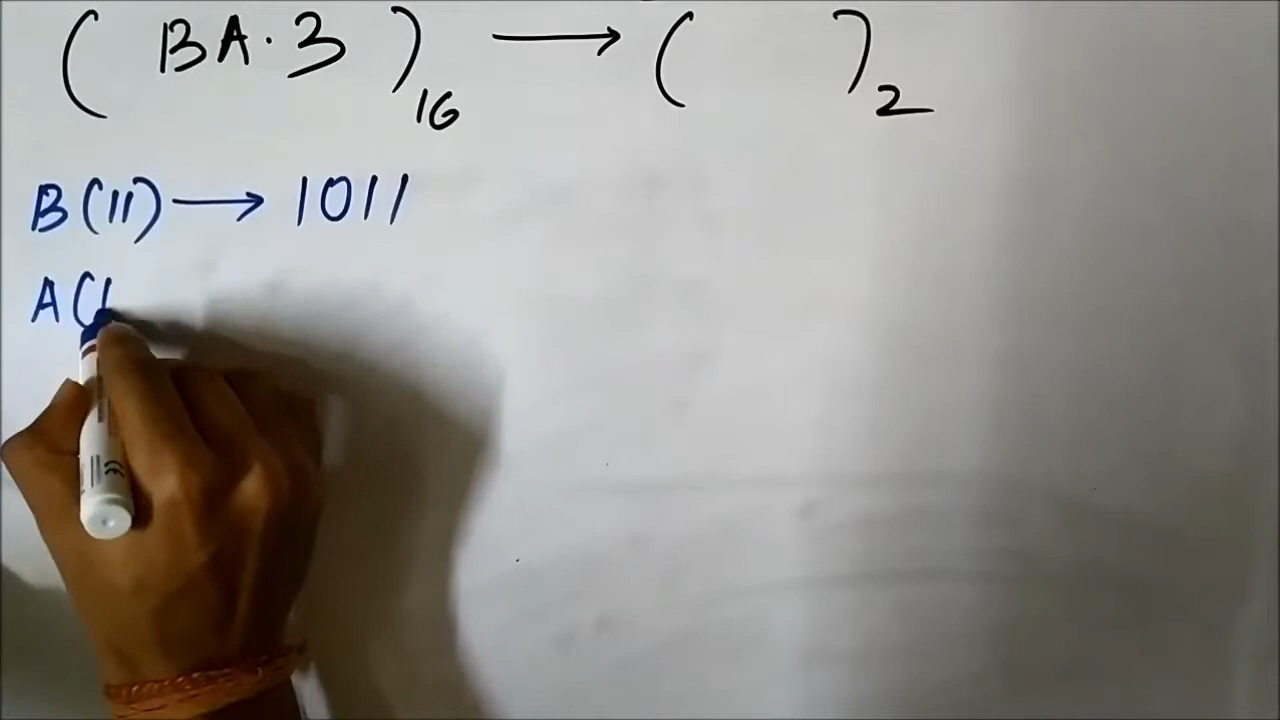 ( BA.3 )16 → (   )2
B(11) → 1011
A(1